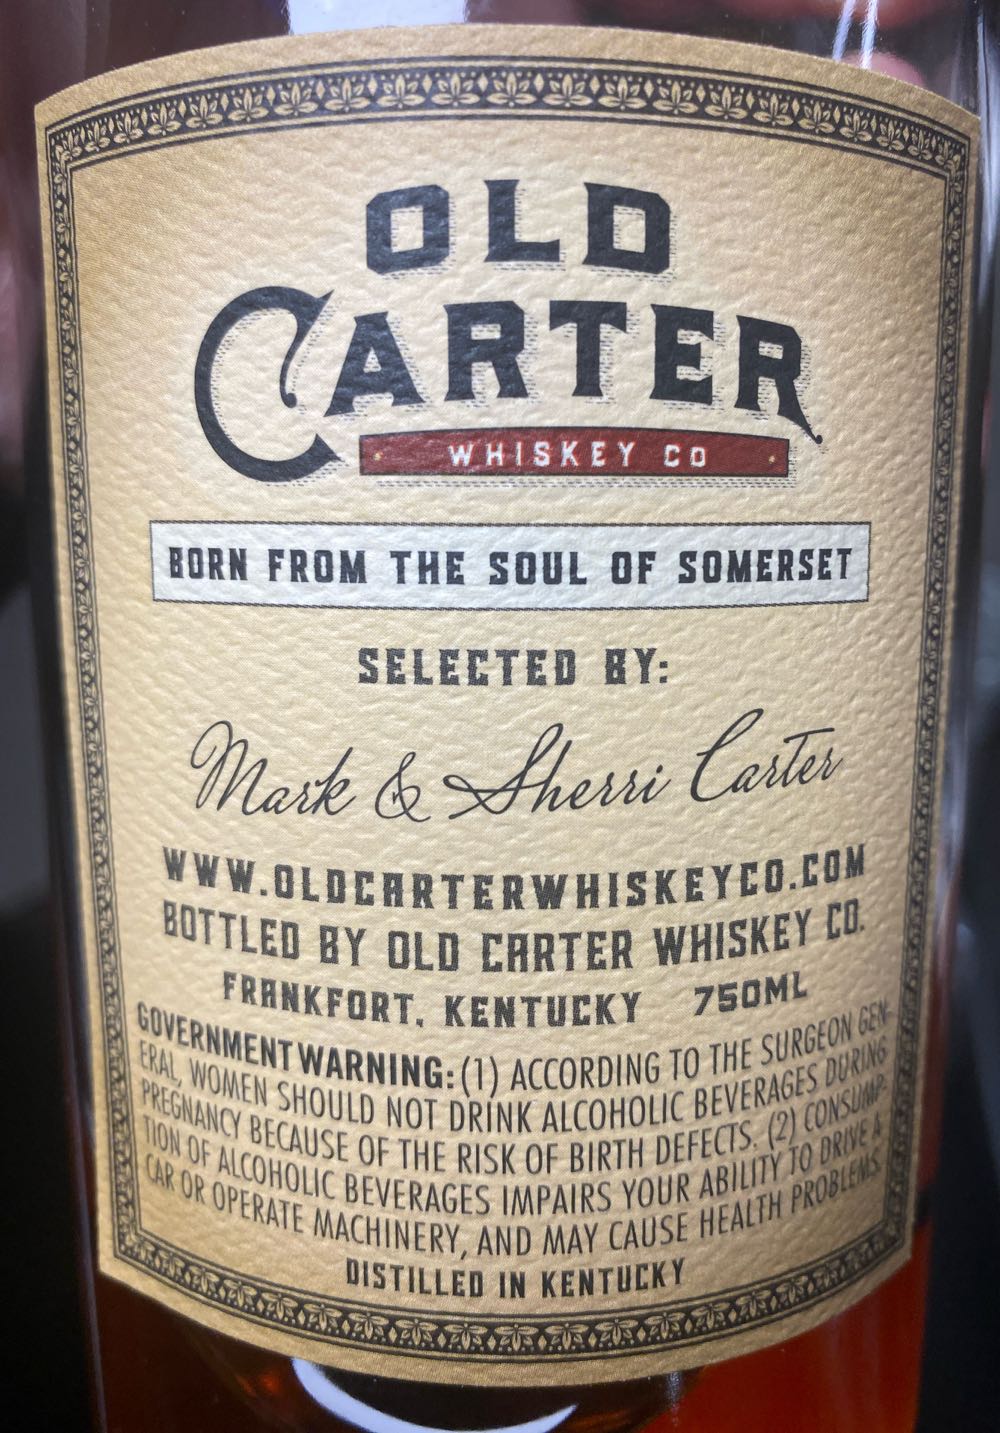 OLD
CARTER
WHISKEY CO
BORN FROM THE SOUL OF SOMERSET
SELECTED BY:
Mark & Sherri Carter
WWW.OLDCARTERWHISKEYCO.COM
BOTTLED BY OLD CARTER WHISKEY CO.
FRANKFORT, KENTUCKY 750ML
GOVERNMENT WARNING: (1) ACCORDING TO THE SURGEON GEN-
ERAL, WOMEN SHOULD NOT DRINK ALCOHOLIC BEVERAGES DURING
PREGNANCY BECAUSE OF THE RISK OF BIRTH DEFECTS. (2) CONSUMP-
TION OF ALCOHOLIC BEVERAGES IMPAIRS YOUR ABILITY TO DRIVE A
CAR OR OPERATE MACHINERY, AND MAY CAUSE HEALTH PROBLEMS.
DISTILLED IN KENTUCKY